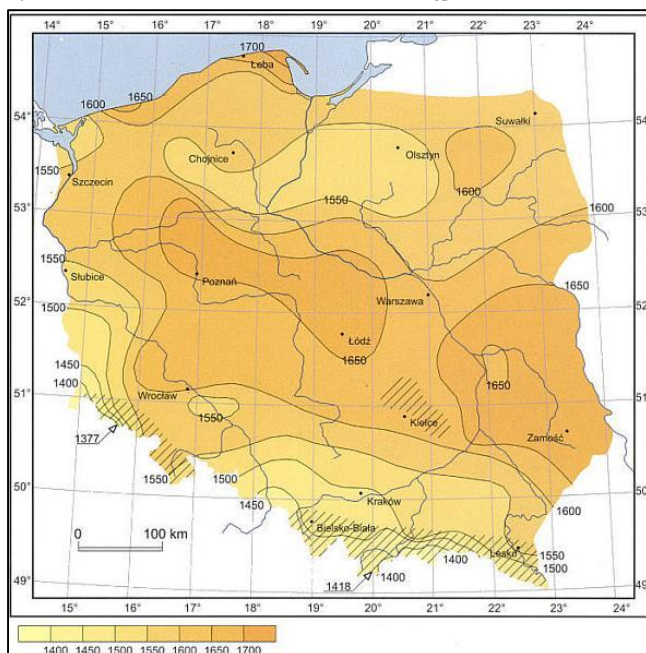 14° 15° 16° 17° 18° 19° 20° 21° 22° 23° 24°
1700
Łeba
1650
1600
54°
Suwałki
54°
Chojnice
Olsztyn
1550
Szczecin
1550
1600
53°
1600
53°
1550
Słubice
Poznań
1650
Warszawa
1500
52°
52°
Łódź
1650
1450
1650
1400
51°
Wrocław
51°
1550
Kielce
1377
Zamość
1550
1500
50°
1450
Kraków
50°
1600
0 100 km
Bielsko-Biała
Lesko
1550
1400
1500
49°
1418
1400
49°
15° 16° 17° 18° 19° 20° 21° 22° 23° 24°
1400 1450 1500 1550 1600 1650 1700